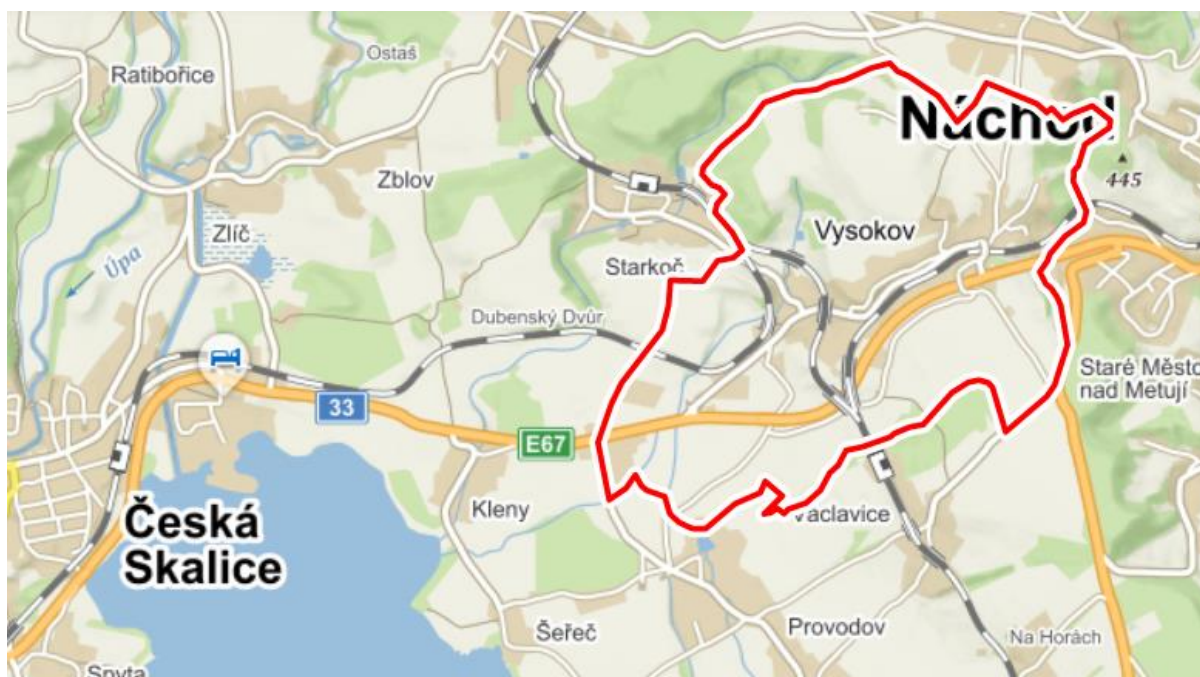 Ostaš
Ratibořice
Náchod
Zblov
445
Zlíč
Vysokov
Úpa
Starkoč
Dubenský Dvůr
Staré Město
nad Metují
33
E67
Kleny
Česká
Skalice
Václavice
Šeřeč
Provodov
Na Horách
Spyta